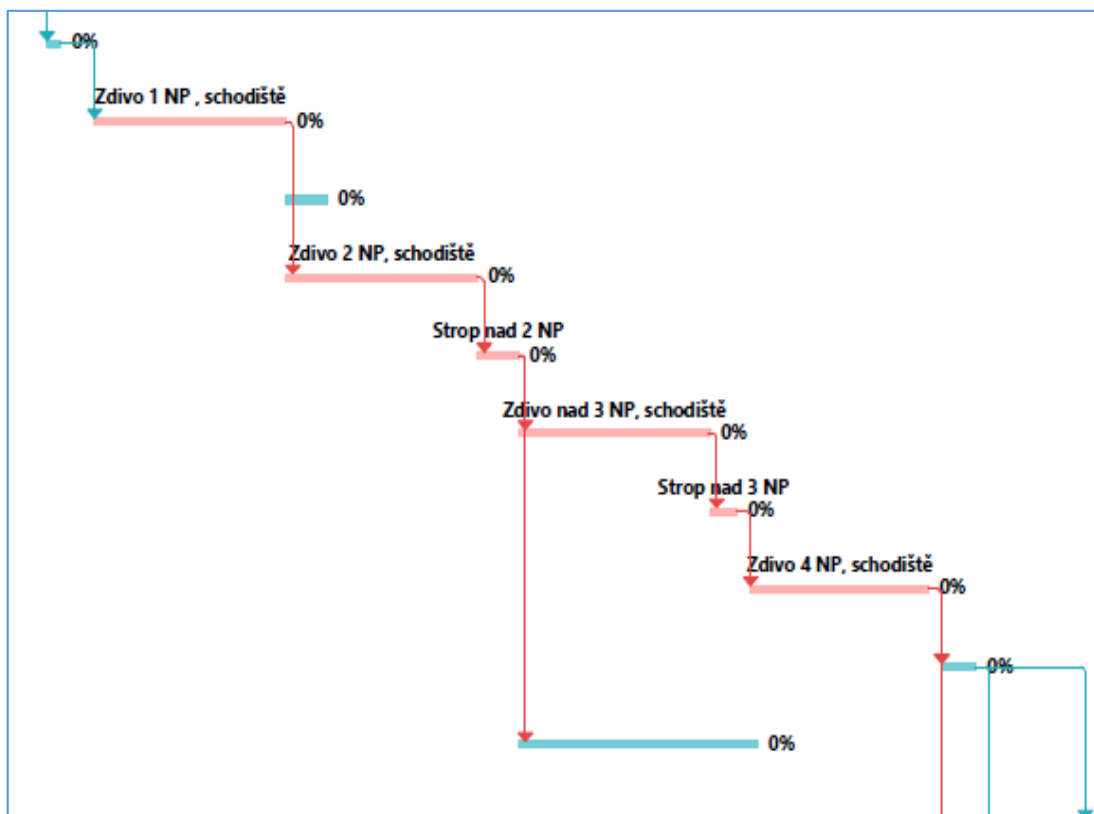 0%
Zdivo 1 NP , schodiště
0%
0%
Zdivo 2 NP, schodiště
0%
Strop nad 2 NP
0%
Zdivo nad 3 NP, schodiště
0%
Strop nad 3 NP
0%
Zdivo 4 NP, schodiště
0%
0%
0%